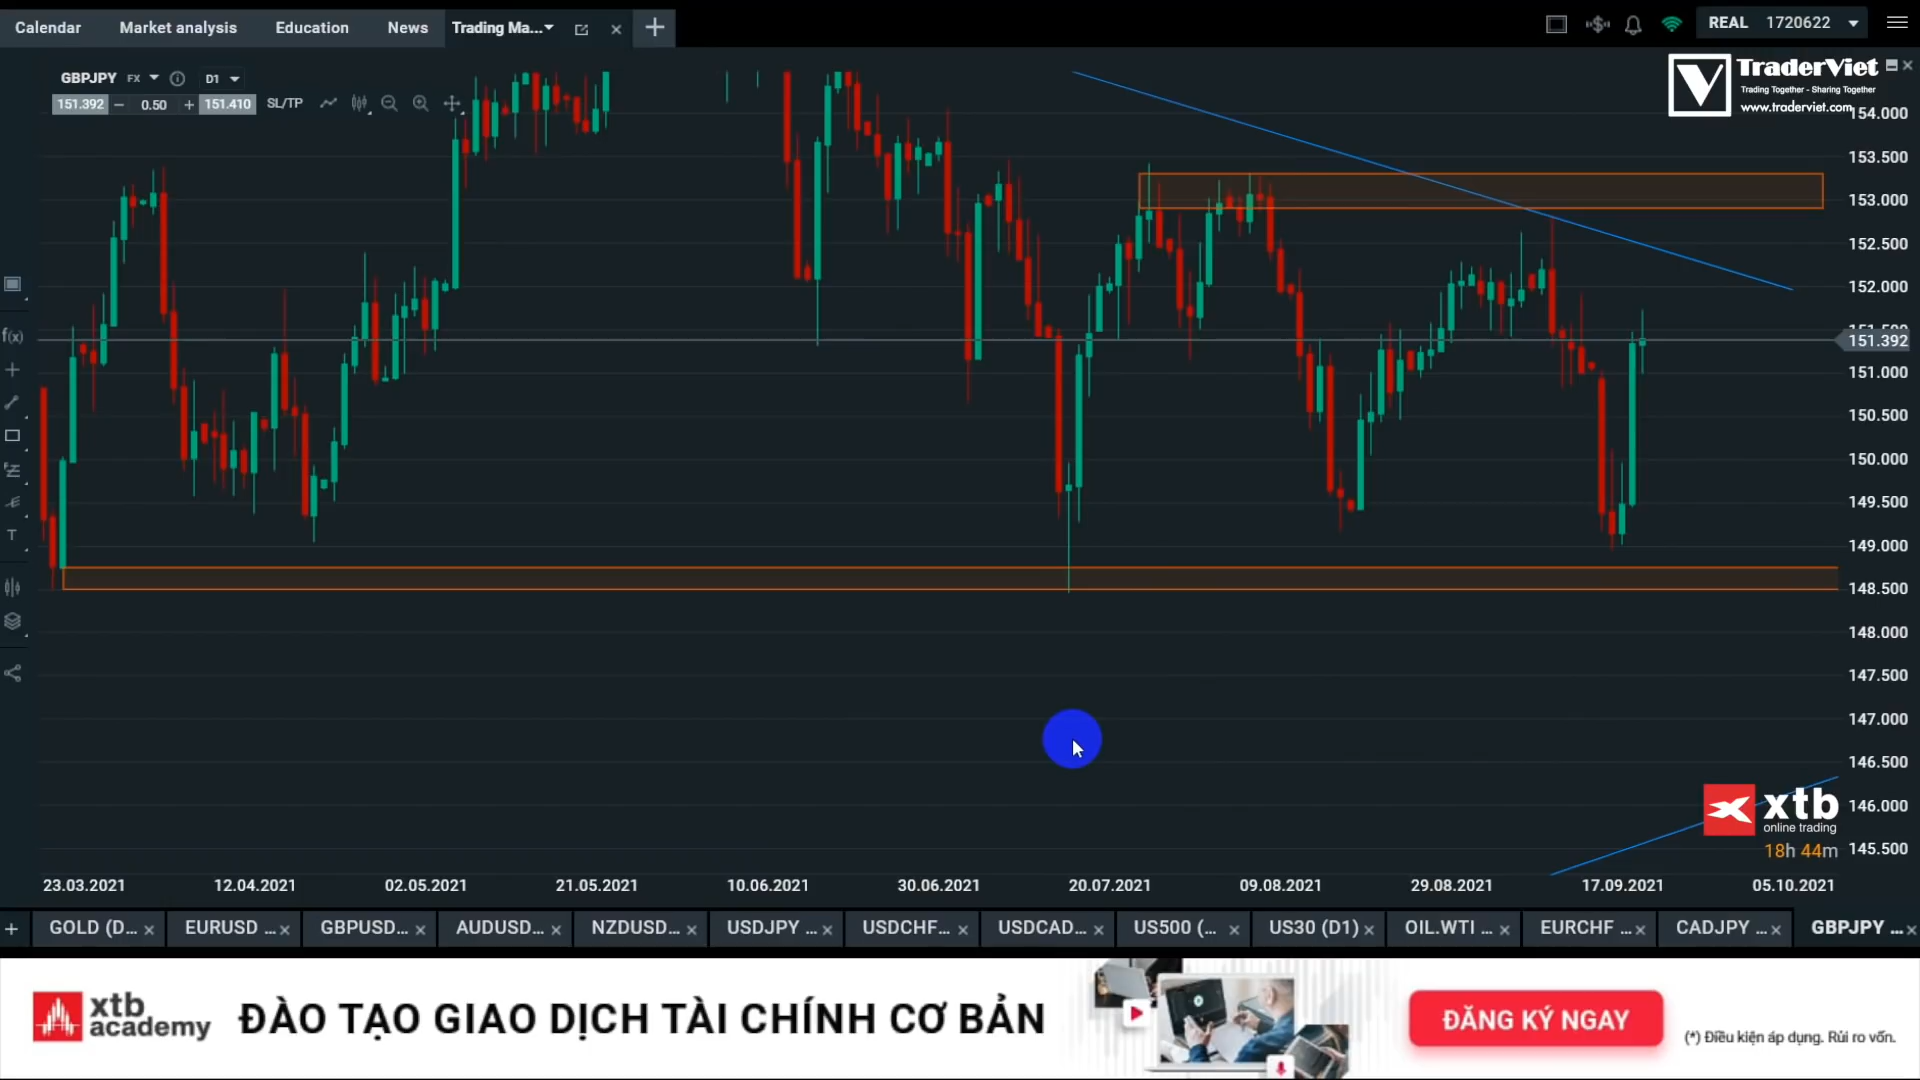 Calendar Market analysis Education News Trading Ma... REAL 1720622
GBPJPY FX D1
151.392 − 0.50 + 151.410 SL/TP
TraderViet
Trading Together - Sharing Together
www.traderviet.com
154.000
153.500
153.000
152.500
152.000
151.500
151.392
151.000
150.500
150.000
149.500
149.000
148.500
148.000
147.500
147.000
146.500
146.000
145.500
f(x)
T
xtb
online trading
18h 44m
23.03.2021 12.04.2021 02.05.2021 21.05.2021 10.06.2021 30.06.2021 20.07.2021 09.08.2021 29.08.2021 17.09.2021 05.10.2021
+ GOLD (D... EURUSD ... GBPUSD... AUDUSD... NZDUSD... USDJPY ... USDCHF... USDCAD... US500 (... US30 (D1) OIL.WTI ... EURCHF ... CADJPY ... GBPJPY ...
xtb
academy
ĐÀO TẠO GIAO DỊCH TÀI CHÍNH CƠ BẢN
ĐĂNG KÝ NGAY
(*) Điều kiện áp dụng. Rủi ro vốn.